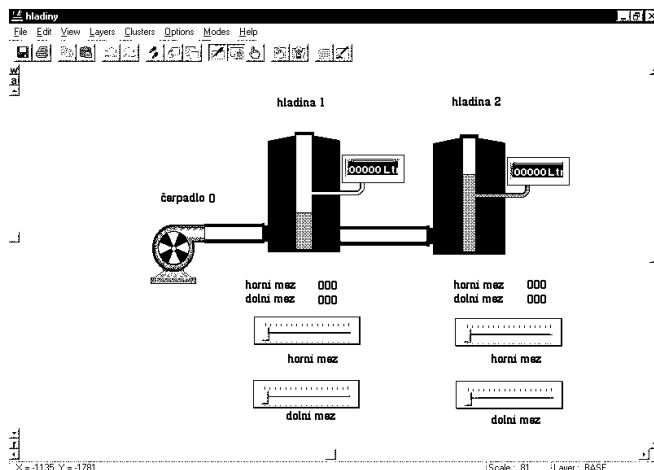 hladiny
File Edit View Layers Clusters Options Modes Help
w
a
hladina 1 hladina 2
00000 Ltr 00000 Ltr
čerpadlo 0
horní mez 000 horní mez 000
dolní mez 000 dolní mez 000
horní mez horní mez
dolní mez dolní mez
X = -1135 Y = -1781 Scale: 81 Layer: BASE